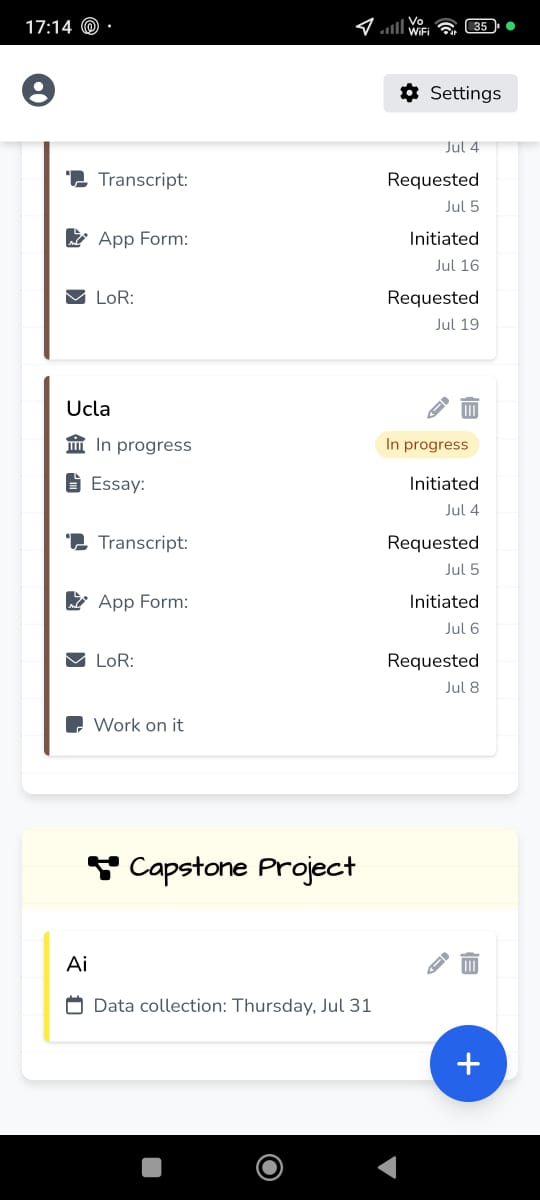 17:14
Vo
WiFi
35
Settings
Jul 4
Transcript: Requested
Jul 5
App Form: Initiated
Jul 16
LoR: Requested
Jul 19
Ucla
In progress In progress
Essay: Initiated
Jul 4
Transcript: Requested
Jul 5
App Form: Initiated
Jul 6
LoR: Requested
Jul 8
Work on it
Capstone Project
Ai
Data collection: Thursday, Jul 31